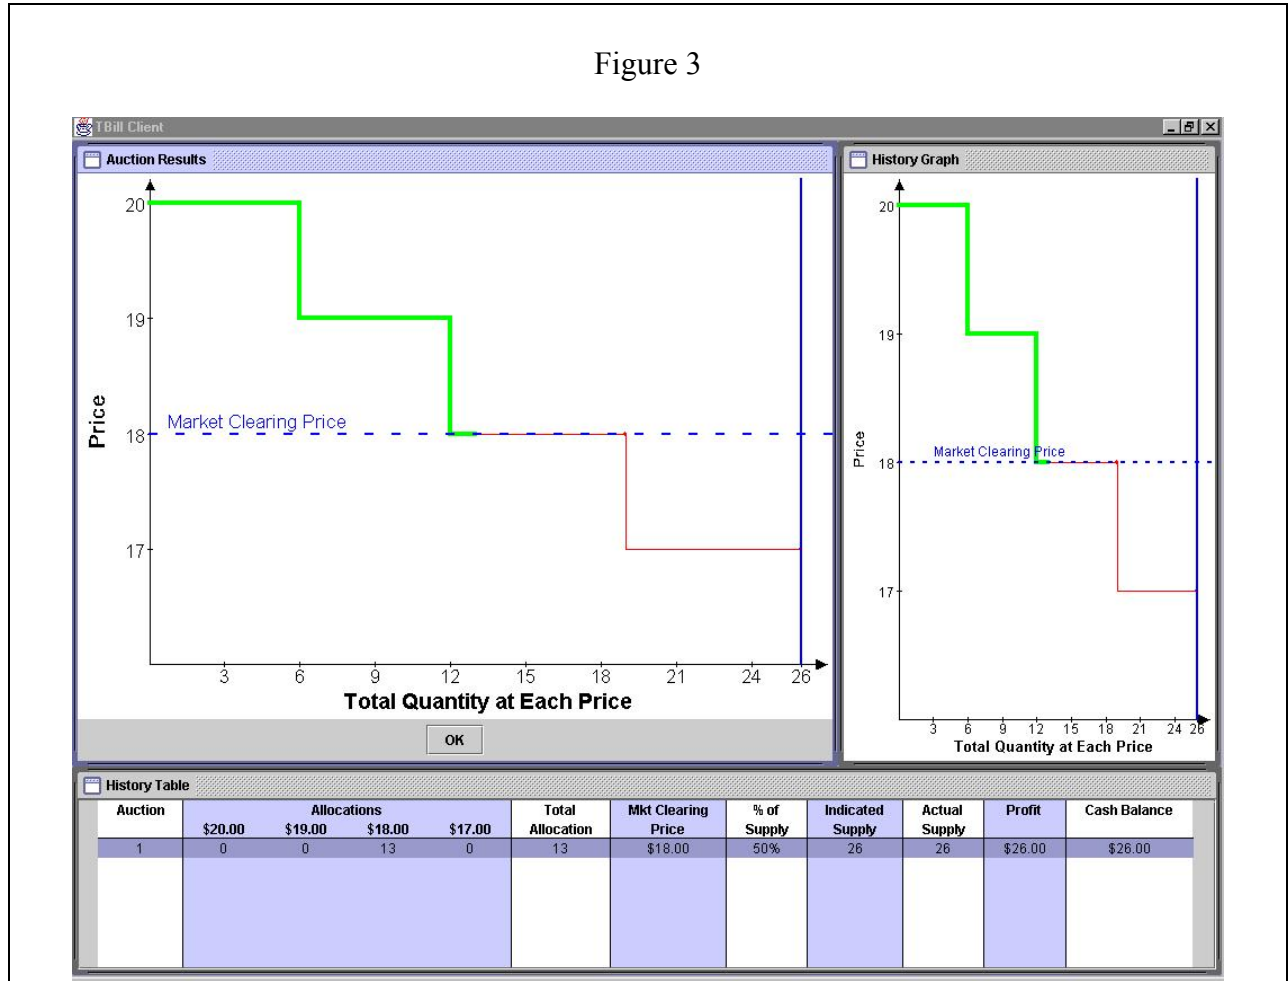 Figure 3
TBill Client
Auction Results
20
19
18
17
Price
Market Clearing Price
3 6 9 12 15 18 21 24 26
Total Quantity at Each Price
OK
History Graph
20
19
18
17
Price
Market Clearing Price
3 6 9 12 15 18 21 24 26
Total Quantity at Each Price
History Table
Auction Allocations Total Mkt Clearing % of Indicated Actual Profit Cash Balance
$20.00 $19.00 $18.00 $17.00 Allocation Price Supply Supply Supply
1 0 0 13 0 13 $18.00 50% 26 26 $26.00 $26.00